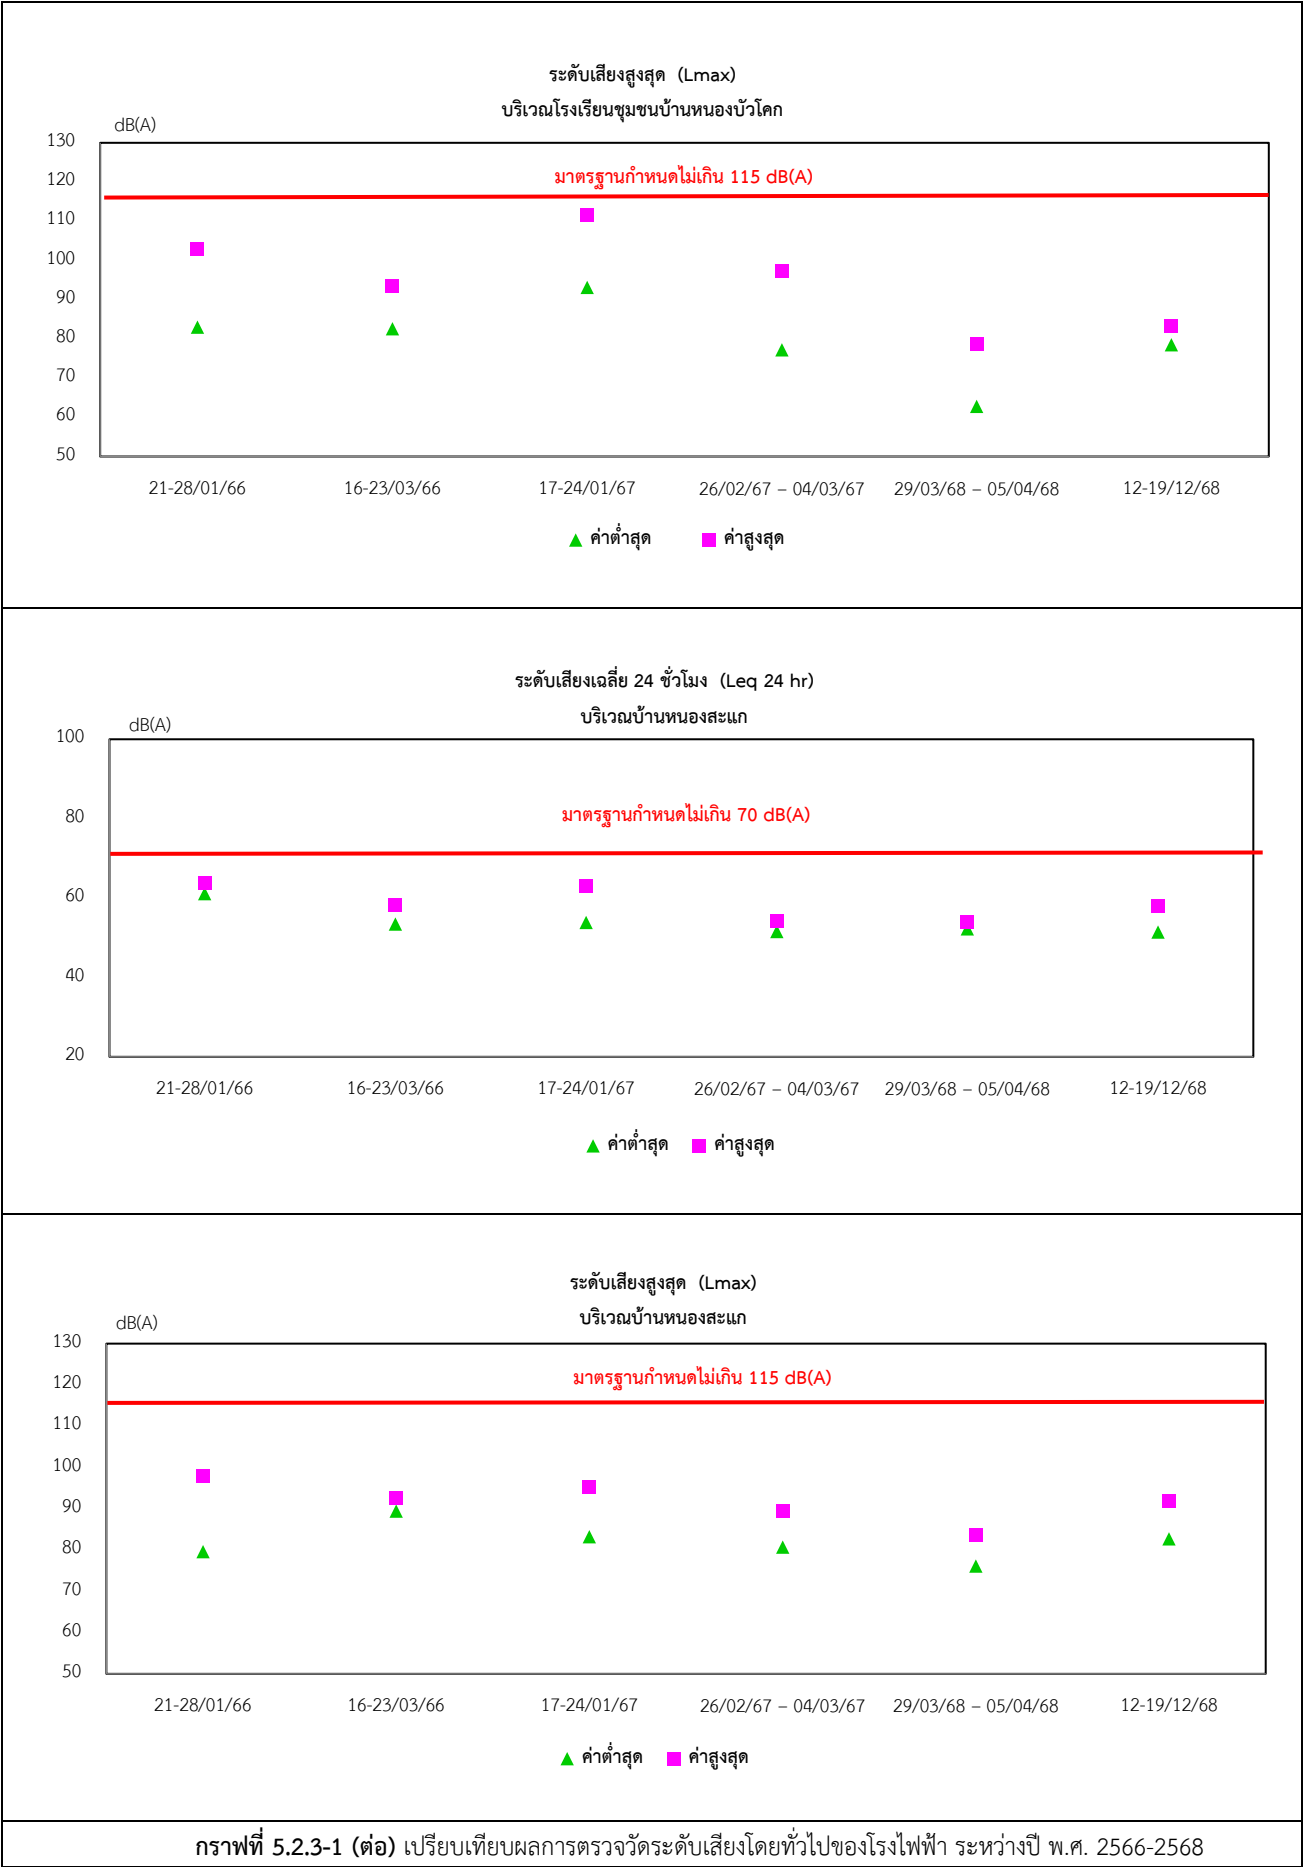 ระดับเสียงสูงสุด (Lmax)
บริเวณโรงเรียนชุมชนบ้านหนองบัวโคก
dB(A)
130
120
110
100
90
80
70
60
50
มาตรฐานกำหนดไม่เกิน 115 dB(A)
21-28/01/66 16-23/03/66 17-24/01/67 26/02/67 – 04/03/67 29/03/68 – 05/04/68 12-19/12/68
ค่าต่ำสุด ค่าสูงสุด
ระดับเสียงเฉลี่ย 24 ชั่วโมง (Leq 24 hr)
บริเวณบ้านหนองสะแก
dB(A)
100
80
60
40
20
มาตรฐานกำหนดไม่เกิน 70 dB(A)
21-28/01/66 16-23/03/66 17-24/01/67 26/02/67 – 04/03/67 29/03/68 – 05/04/68 12-19/12/68
ค่าต่ำสุด ค่าสูงสุด
ระดับเสียงสูงสุด (Lmax)
บริเวณบ้านหนองสะแก
dB(A)
130
120
110
100
90
80
70
60
50
มาตรฐานกำหนดไม่เกิน 115 dB(A)
21-28/01/66 16-23/03/66 17-24/01/67 26/02/67 – 04/03/67 29/03/68 – 05/04/68 12-19/12/68
ค่าต่ำสุด ค่าสูงสุด
กราฟที่ 5.2.3-1 (ต่อ) เปรียบเทียบผลการตรวจวัดระดับเสียงโดยทั่วไปของโรงไฟฟ้า ระหว่างปี พ.ศ. 2566-2568